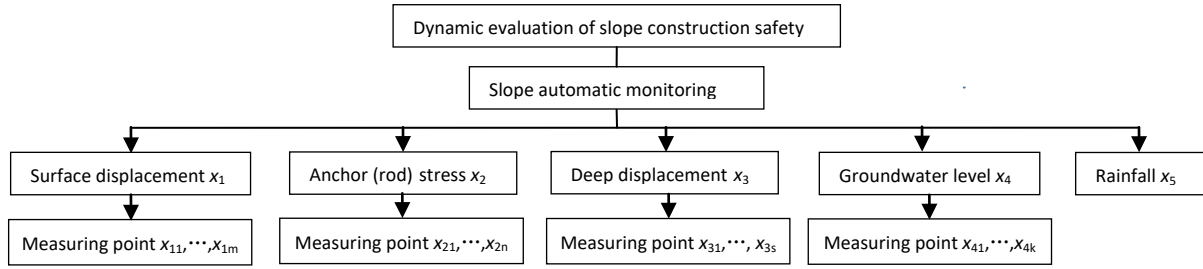 Dynamic evaluation of slope construction safety
Slope automatic monitoring
Surface displacement x₁
Anchor (rod) stress x₂
Deep displacement x₃
Groundwater level x₄
Rainfall x₅
Measuring point x₁₁,⋯,x₁ₘ
Measuring point x₂₁,⋯,x₂ₙ
Measuring point x₃₁,⋯, x₃ₛ
Measuring point x₄₁,⋯,x₄ₖ